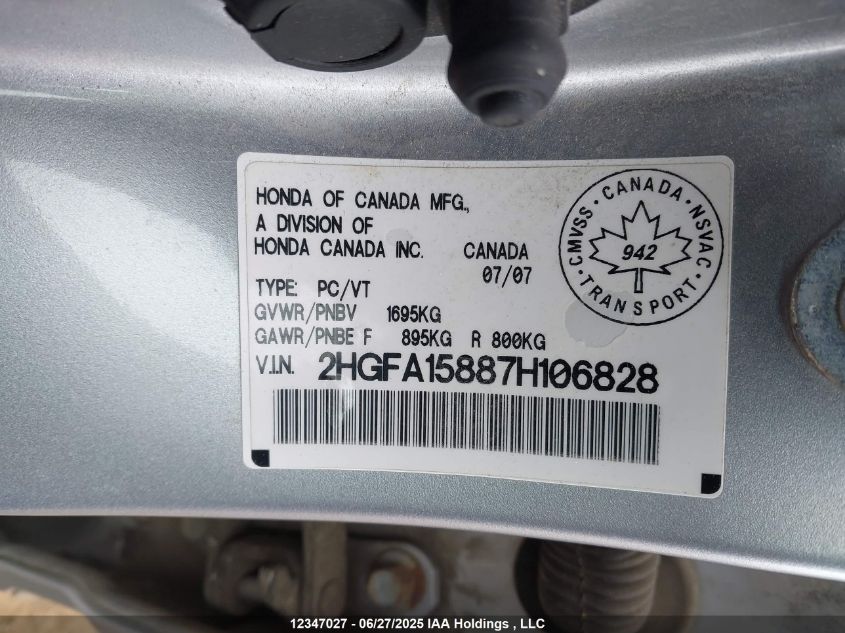 HONDA OF CANADA MFG.,
A DIVISION OF
HONDA CANADA INC. CANADA
07/07
TYPE: PC/VT
GVWR/PNBV 1695KG
GAWR/PNBE F 895KG R 800KG
V.I.N. 2HGFA15887H106828
CMVSS · CANADA · NSVAC
942
· TRANSPORT ·
12347027 - 06/27/2025 IAA Holdings , LLC